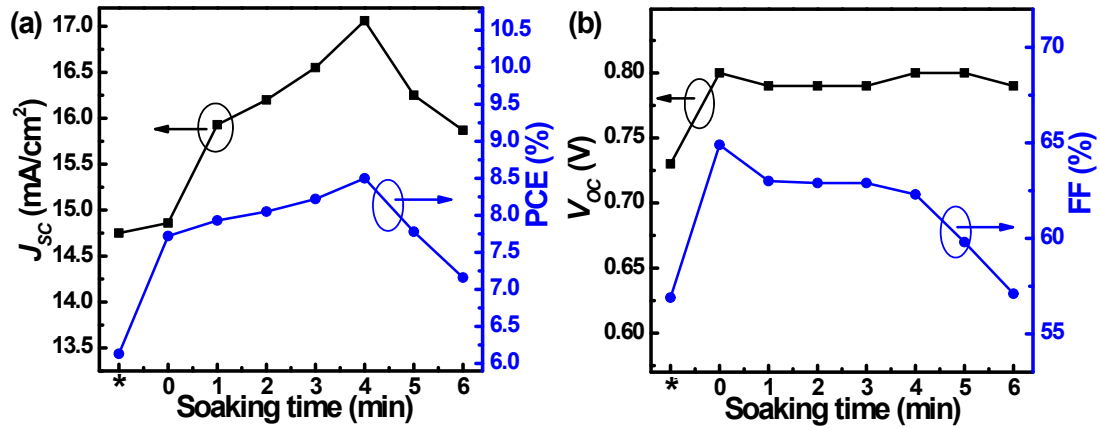 (a)
17.0
16.5
16.0
15.5
15.0
14.5
14.0
13.5
J_SC (mA/cm²)
10.5
10.0
9.5
9.0
8.5
8.0
7.5
7.0
6.5
6.0
PCE (%)
* 0 1 2 3 4 5 6
Soaking time (min)
(b)
0.80
0.75
0.70
0.65
0.60
V_OC (V)
70
65
60
55
FF (%)
* 0 1 2 3 4 5 6
Soaking time (min)